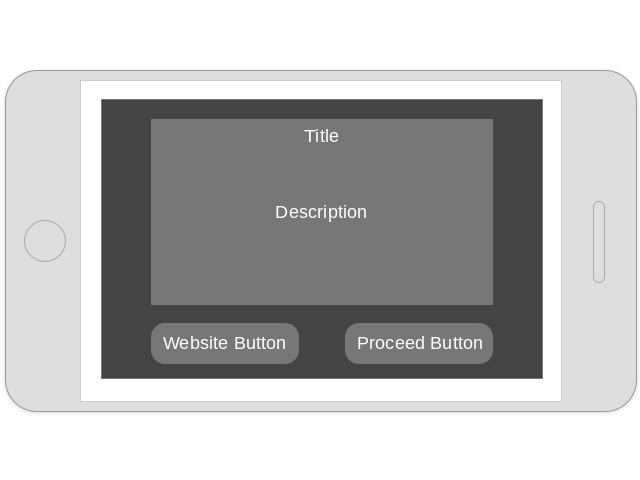 Title
Description
Website Button
Proceed Button